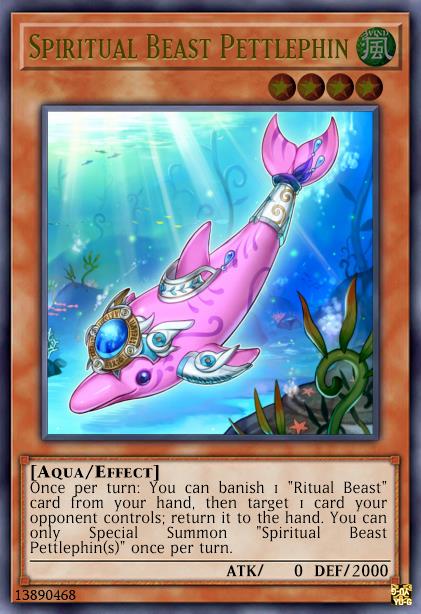 Spiritual Beast Pettlephin
WIND
風
[Aqua/Effect]
Once per turn: You can banish 1 "Ritual Beast"
card from your hand, then target 1 card your
opponent controls; return it to the hand. You can
only Special Summon "Spiritual Beast
Pettlephin(s)" once per turn.
ATK/ 0 DEF/2000
13890468